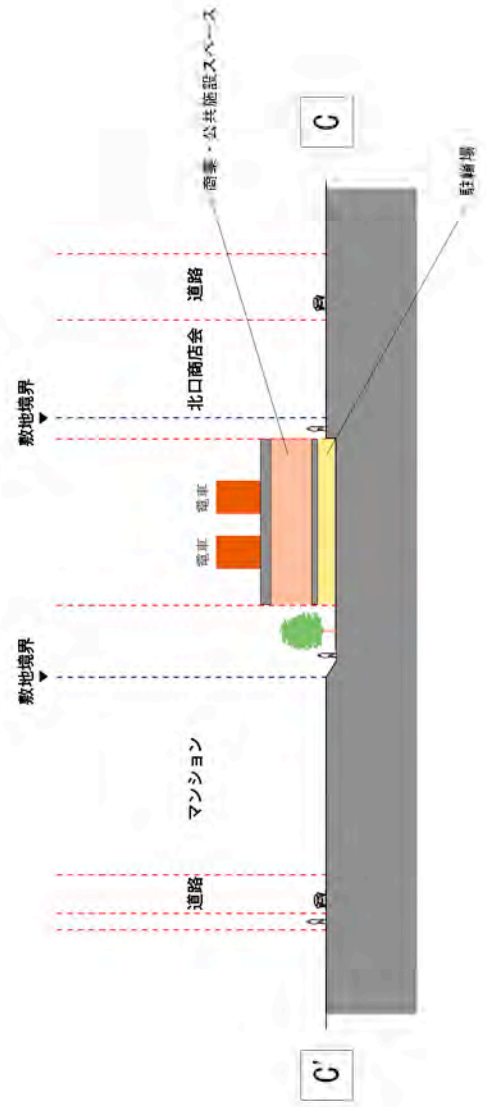 敷地境界
敷地境界
道路
マンション
電車
電車
北口商店会
道路
商業・公共施設スペース
駐輪場
C'
C